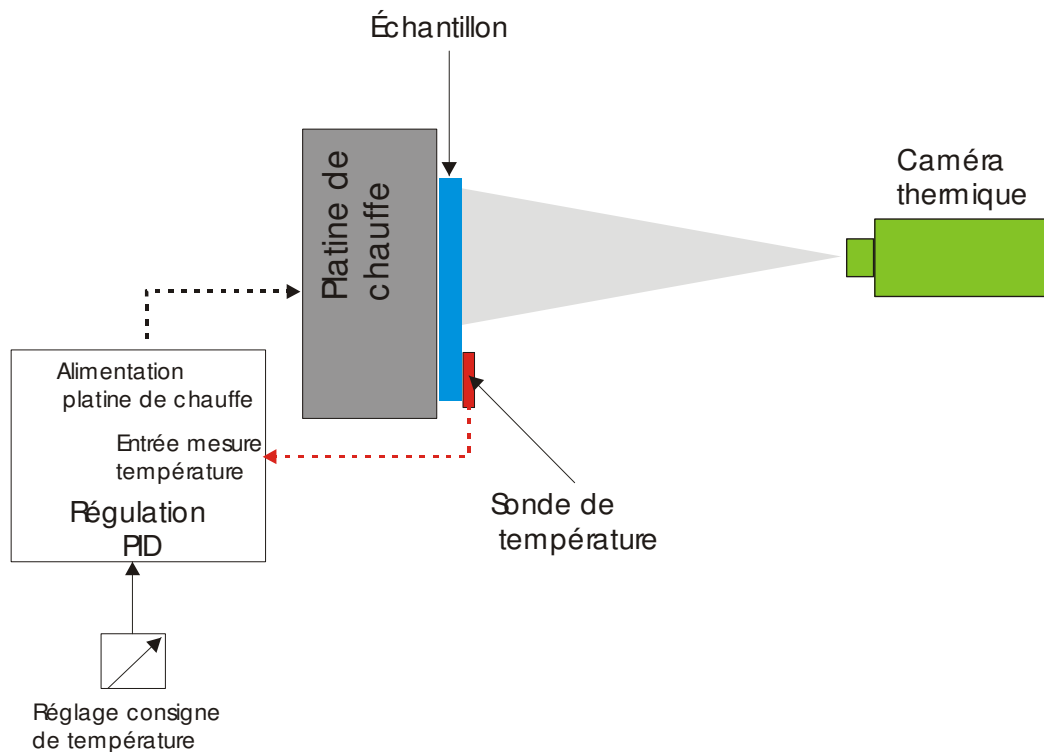 Échantillon
Platine de
chauffe
Caméra
thermique
Alimentation
platine de chauffe
Entrée mesure
température
Régulation
PID
Sonde de
température
Réglage consigne
de température